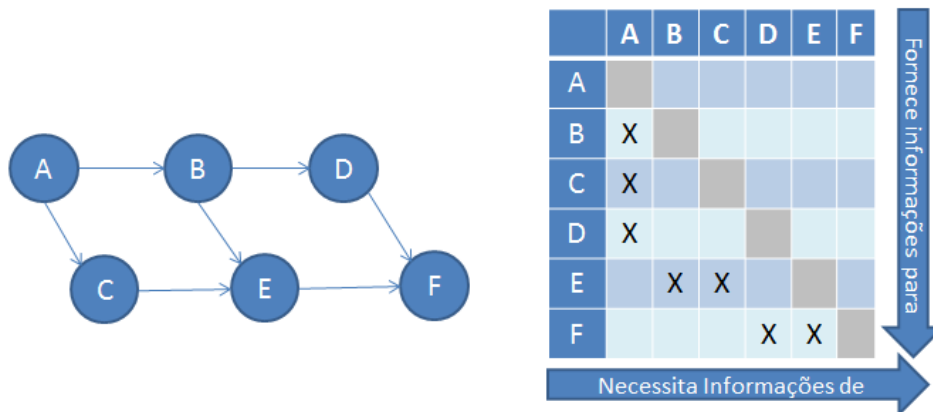 A B D
C E F
A B C D E F
A
B X
C X
D X
E X X
F X X
Fornece informações para
Necessita Informações de